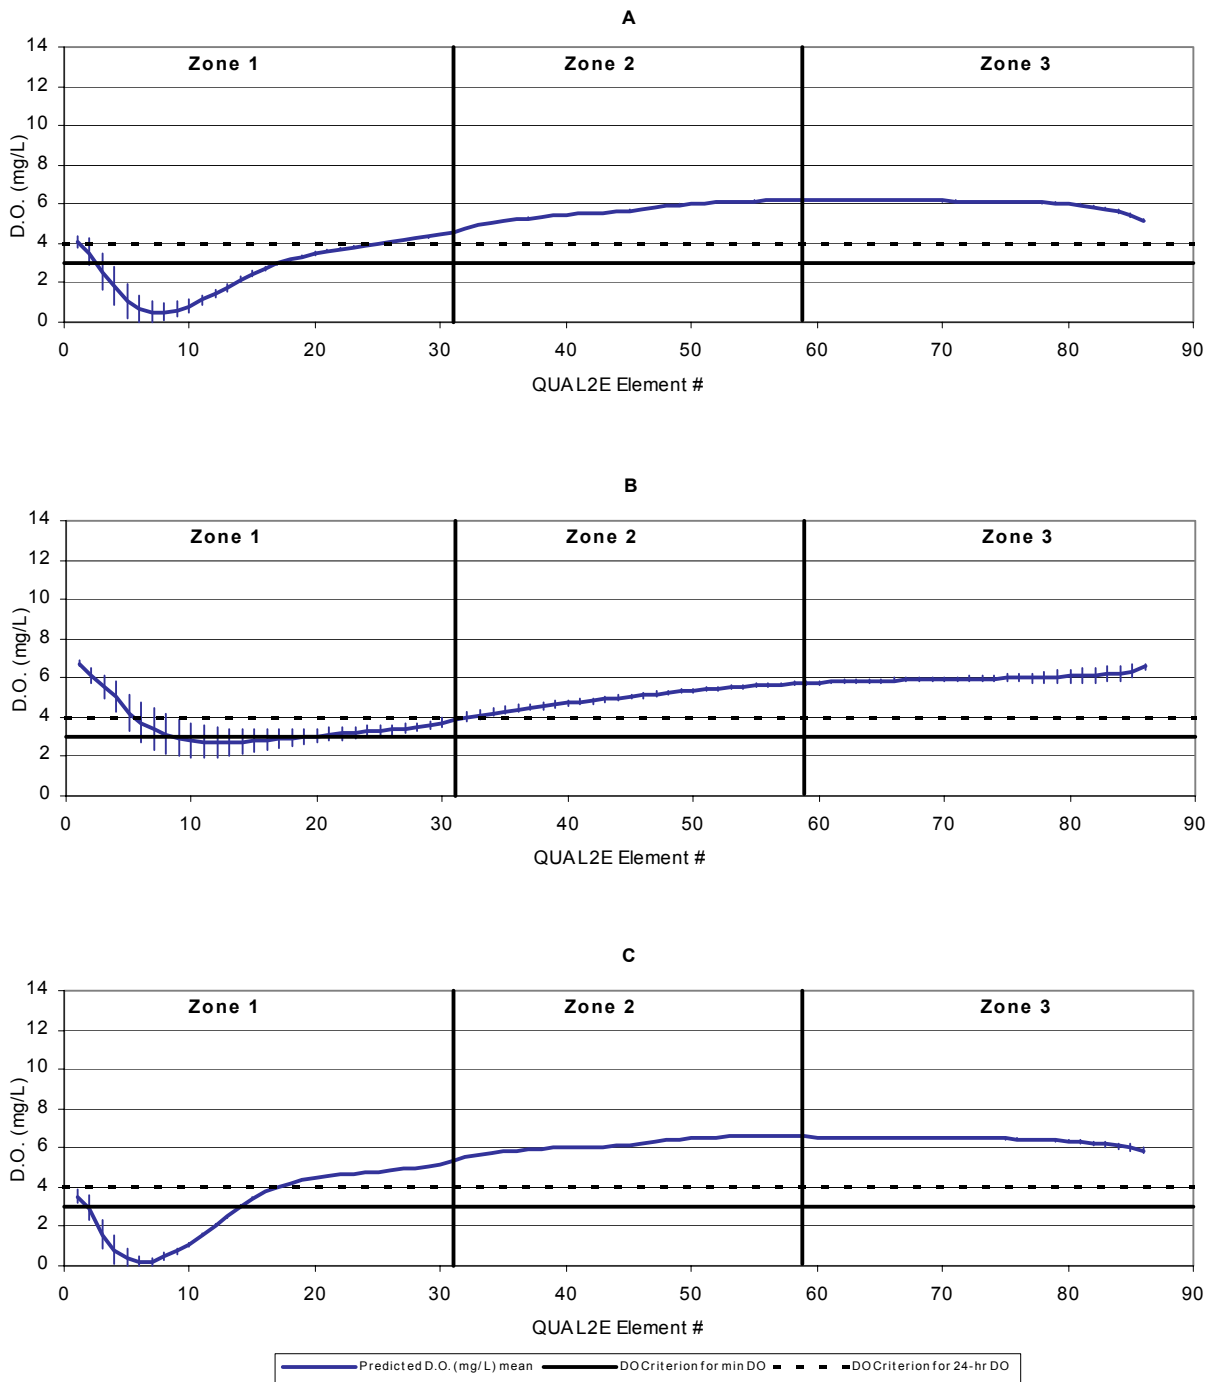 A
14
Zone 1 Zone 2 Zone 3
12
10
8
6
4
2
0
D.O. (mg/L)
0 10 20 30 40 50 60 70 80 90
QUAL2E Element #
B
14
Zone 1 Zone 2 Zone 3
12
10
8
6
4
2
0
D.O. (mg/L)
0 10 20 30 40 50 60 70 80 90
QUAL2E Element #
C
14
Zone 1 Zone 2 Zone 3
12
10
8
6
4
2
0
D.O. (mg/L)
0 10 20 30 40 50 60 70 80 90
QUAL2E Element #
Predicted D.O. (mg/L) mean DO Criterion for min DO DO Criterion for 24-hr DO